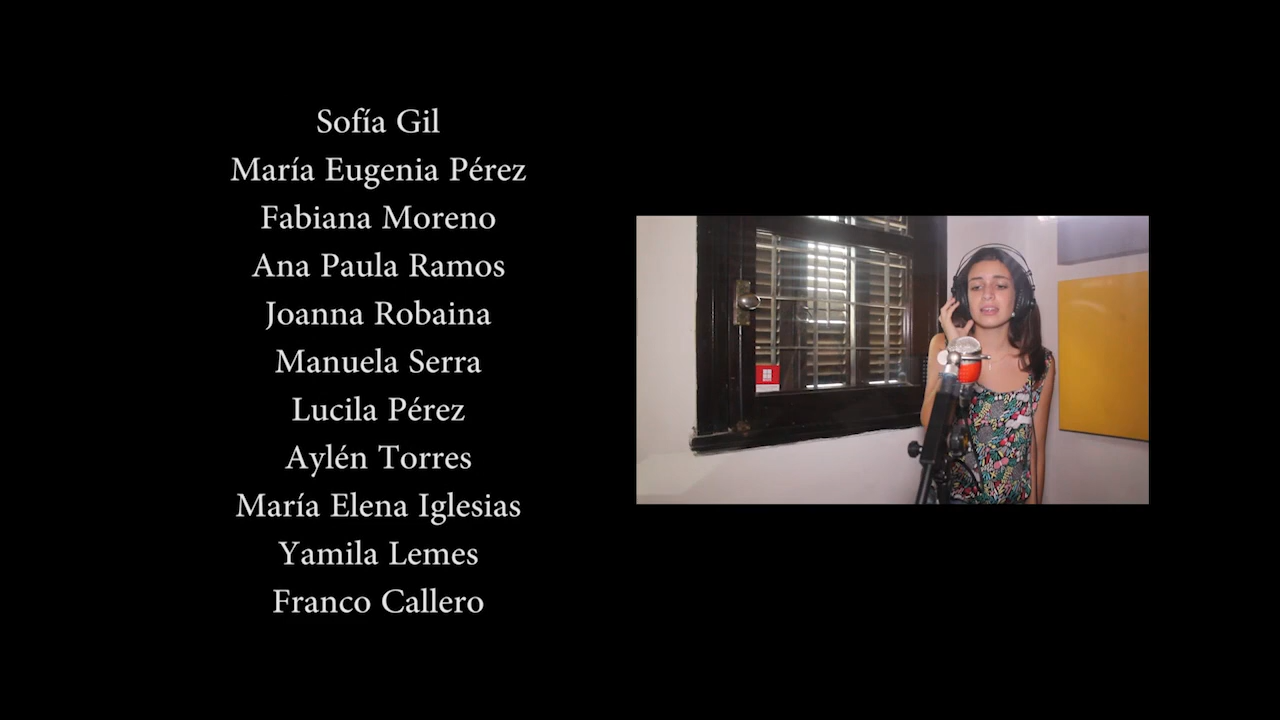 Sofía Gil
María Eugenia Pérez
Fabiana Moreno
Ana Paula Ramos
Joanna Robaina
Manuela Serra
Lucila Pérez
Aylén Torres
María Elena Iglesias
Yamila Lemes
Franco Callero